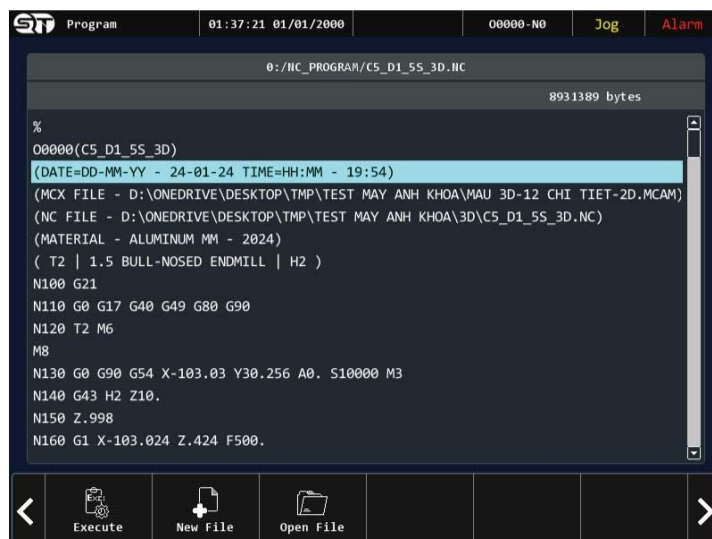 ST Program 01:37:21 01/01/2000 O0000-N0 Jog Alarm
0:/NC_PROGRAM/C5_D1_5S_3D.NC
8931389 bytes
%
O0000(C5_D1_5S_3D)
(DATE=DD-MM-YY - 24-01-24 TIME=HH:MM - 19:54)
(MCX FILE - D:\ONEDRIVE\DESKTOP\TMP\TEST MAY ANH KHOA\MAU 3D-12 CHI TIET-2D.MCAM)
(NC FILE - D:\ONEDRIVE\DESKTOP\TMP\TEST MAY ANH KHOA\3D\C5_D1_5S_3D.NC)
(MATERIAL - ALUMINUM MM - 2024)
( T2 | 1.5 BULL-NOSED ENDMILL | H2 )
N100 G21
N110 G0 G17 G40 G49 G80 G90
N120 T2 M6
M8
N130 G0 G90 G54 X-103.03 Y30.256 A0. S10000 M3
N140 G43 H2 Z10.
N150 Z.998
N160 G1 X-103.024 Z.424 F500.
Execute New File Open File